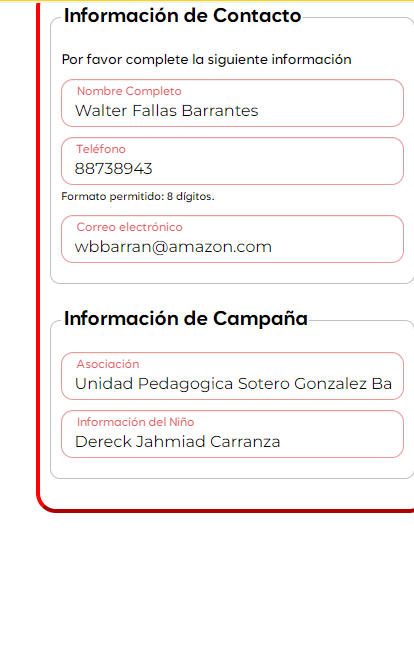 Información de Contacto
Por favor complete la siguiente información
Nombre Completo
Walter Fallas Barrantes
Teléfono
88738943
Formato permitido: 8 dígitos.
Correo electrónico
wbbarran@amazon.com
Información de Campaña
Asociación
Unidad Pedagogica Sotero Gonzalez Ba
Información del Niño
Dereck Jahmiad Carranza